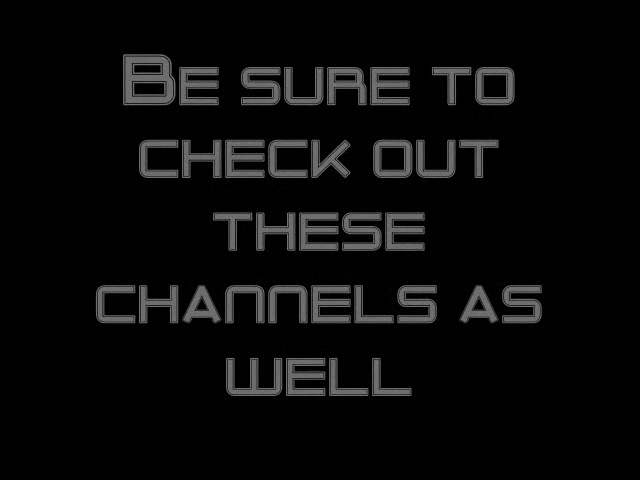 Be sure to
check out
these
channels as
well